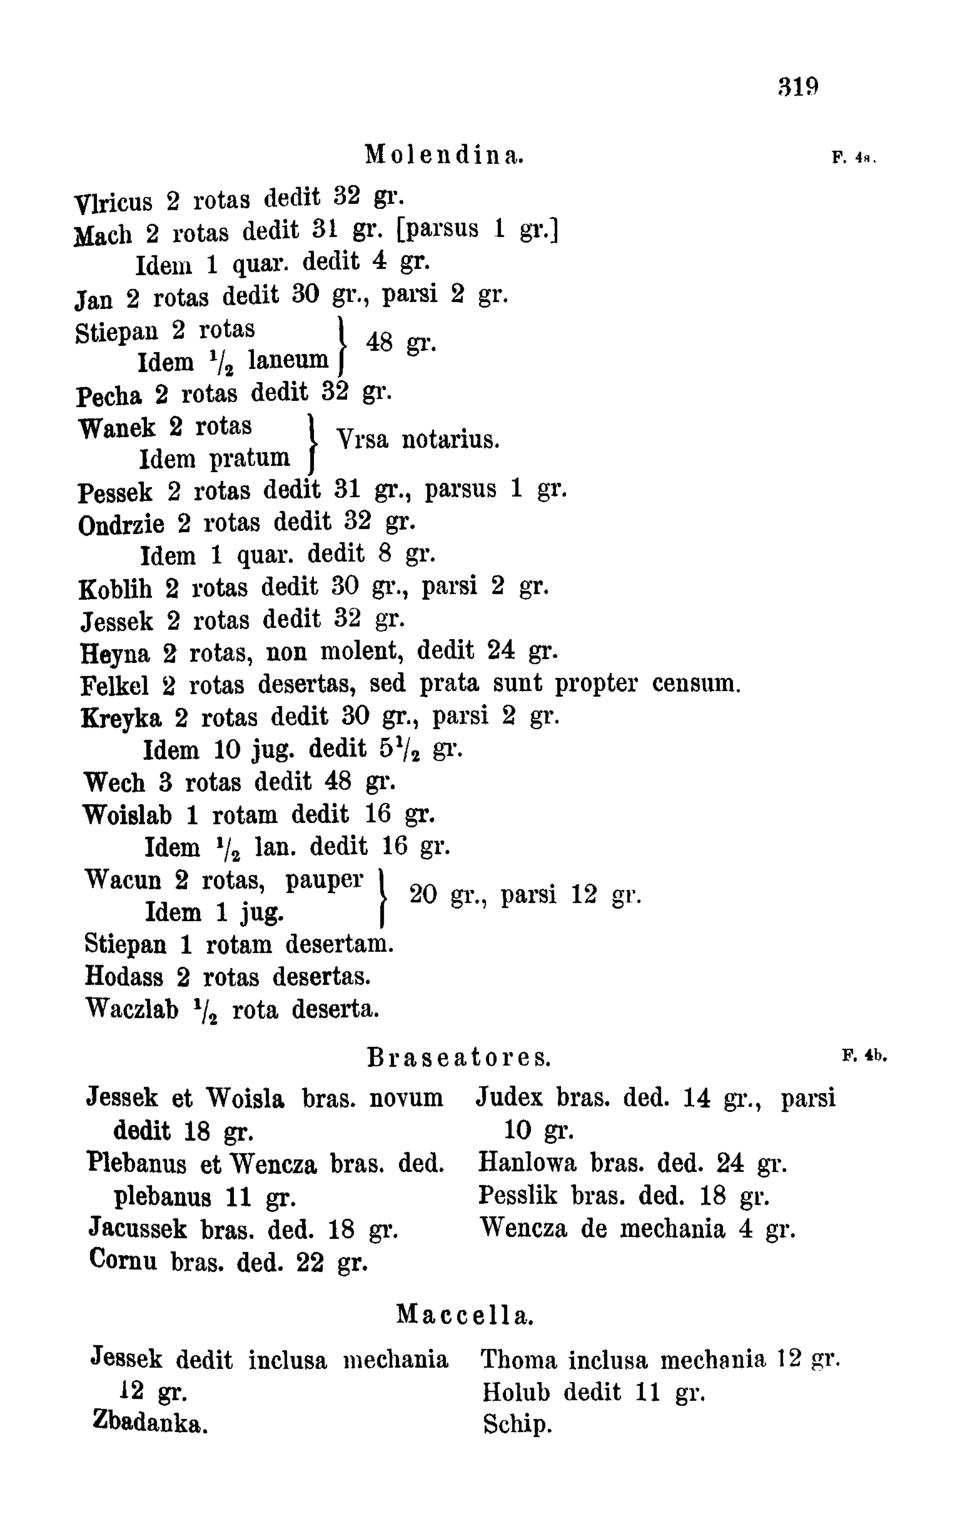 319
Molendina. F. 4a.
Vlricus 2 rotas dedit 32 gr.
Mach 2 rotas dedit 31 gr. [parsus 1 gr.]
Idem 1 quar. dedit 4 gr.
Jan 2 rotas dedit 30 gr., parsi 2 gr.
Stiepan 2 rotas } 48 gr.
Idem 1/2 laneum
Pecha 2 rotas dedit 32 gr.
Wanek 2 rotas } Vrsa notarius.
Idem pratum
Pessek 2 rotas dedit 31 gr., parsus 1 gr.
Ondrzie 2 rotas dedit 32 gr.
Idem 1 quar. dedit 8 gr.
Koblih 2 rotas dedit 30 gr., parsi 2 gr.
Jessek 2 rotas dedit 32 gr.
Heyna 2 rotas, non molent, dedit 24 gr.
Felkel 2 rotas desertas, sed prata sunt propter censum.
Kreyka 2 rotas dedit 30 gr., parsi 2 gr.
Idem 10 jug. dedit 5 1/2 gr.
Wech 3 rotas dedit 48 gr.
Woislab 1 rotam dedit 16 gr.
Idem 1/2 lan. dedit 16 gr.
Wacun 2 rotas, pauper } 20 gr., parsi 12 gr.
Idem 1 jug.
Stiepan 1 rotam desertam.
Hodass 2 rotas desertas.
Waczlab 1/2 rota deserta.
Braseatores. F. 4b.
Jessek et Woisla bras. novum
dedit 18 gr.
Plebanus et Wencza bras. ded.
plebanus 11 gr.
Jacussek bras. ded. 18 gr.
Cornu bras. ded. 22 gr.
Judex bras. ded. 14 gr., parsi
10 gr.
Hanlowa bras. ded. 24 gr.
Pesslik bras. ded. 18 gr.
Wencza de mechania 4 gr.
Maccella.
Jessek dedit inclusa mechania
12 gr.
Zbadanka.
Thoma inclusa mechania 12 gr.
Holub dedit 11 gr.
Schip.